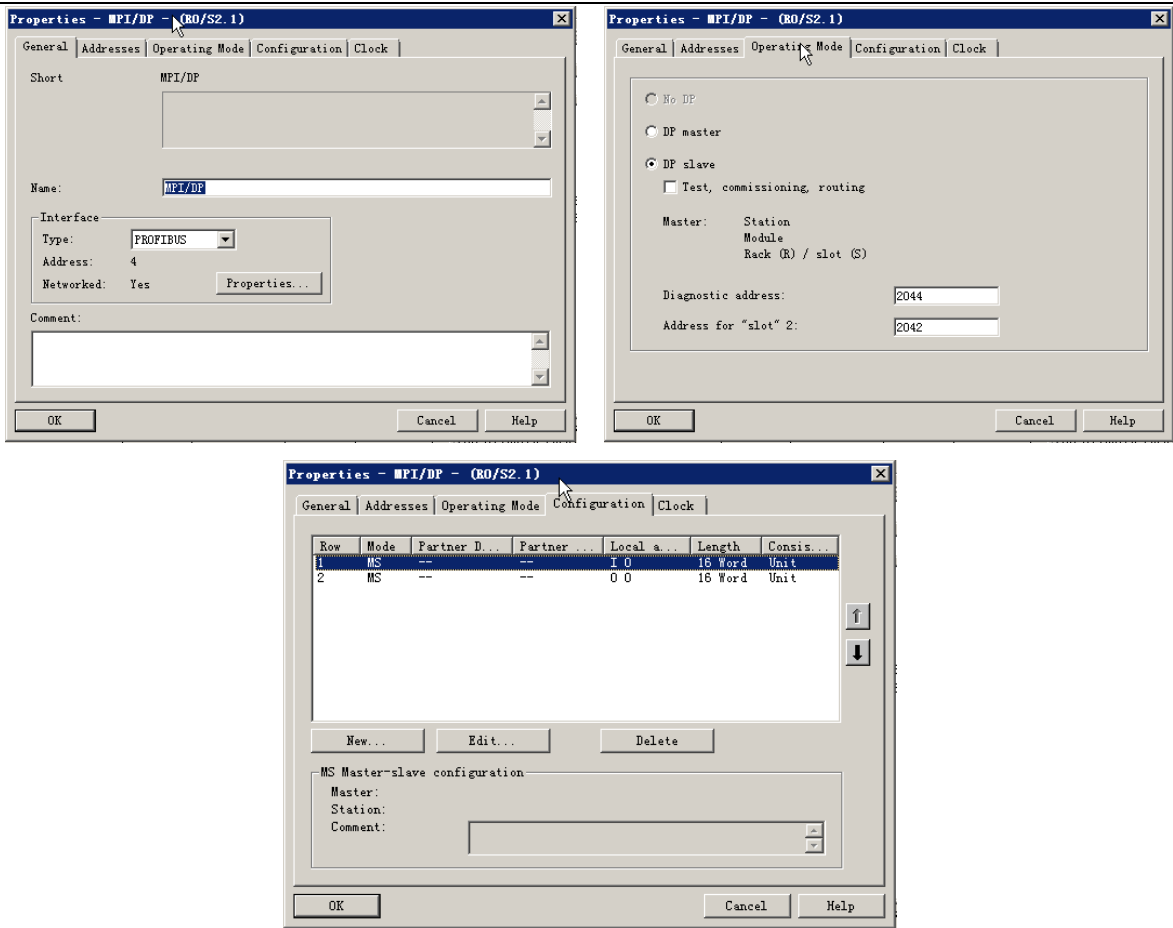 Properties - MPI/DP - (R0/S2.1)
General Addresses Operating Mode Configuration Clock
Short MPI/DP
Name: MPI/DP
Interface
Type: PROFIBUS
Address: 4
Networked: Yes Properties...
Comment:
OK Cancel Help
Properties - MPI/DP - (R0/S2.1)
General Addresses Operating Mode Configuration Clock
No DP
DP master
DP slave
Test, commissioning, routing
Master: Station
Module
Rack (R) / slot (S)
Diagnostic address: 2044
Address for "slot" 2: 2042
OK Cancel Help
Properties - MPI/DP - (R0/S2.1)
General Addresses Operating Mode Configuration Clock
Row Mode Partner D... Partner ... Local a... Length Consis...
1 MS -- -- I 0 16 Word Unit
2 MS -- -- O 0 16 Word Unit
New... Edit... Delete
MS Master-slave configuration
Master:
Station:
Comment:
OK Cancel Help